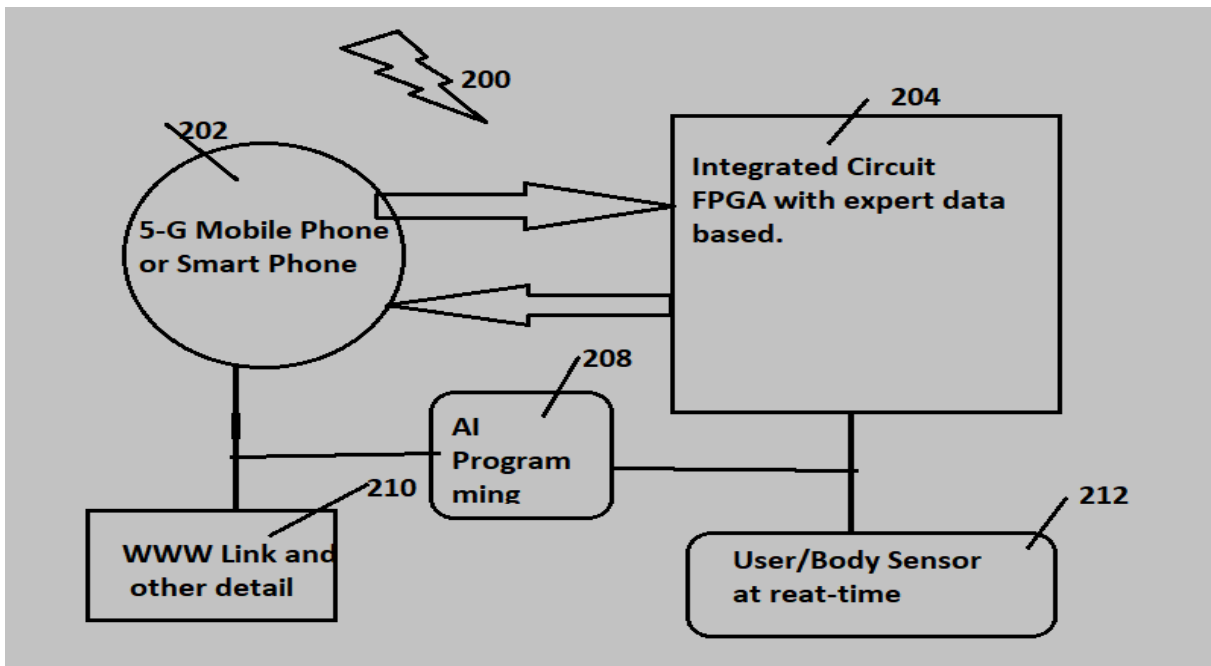 200
202
204
5-G Mobile Phone
or Smart Phone
Integrated Circuit
FPGA with expert data
based.
208
AI
Program
ming
210
WWW Link and
other detail
212
User/Body Sensor
at reat-time